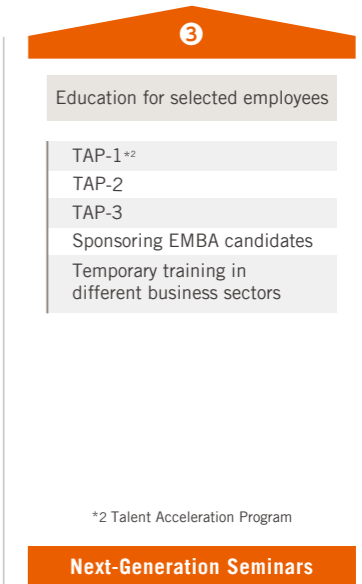 ❸
Education for selected employees
TAP-1*2
TAP-2
TAP-3
Sponsoring EMBA candidates
Temporary training in
different business sectors
*2 Talent Acceleration Program
Next-Generation Seminars